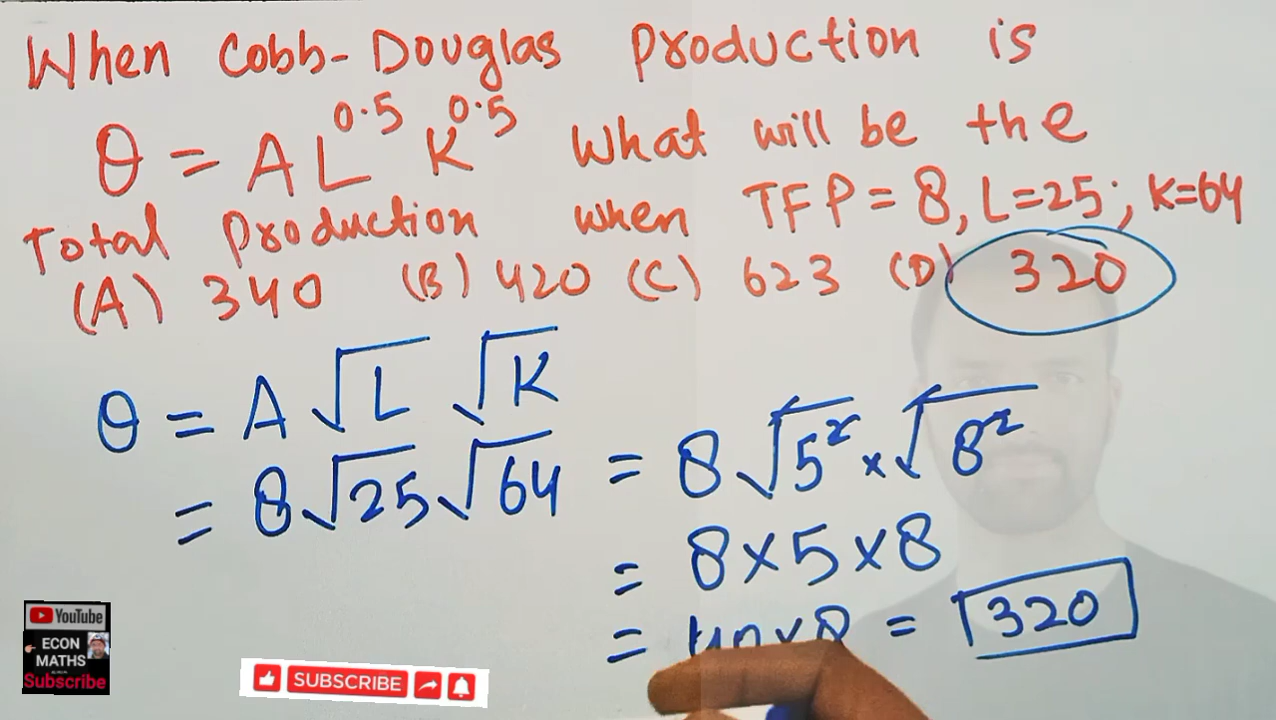 When Cobb-Douglas Production is
θ = AL^0.5 K^0.5 What will be the
Total Production when TFP = 8, L=25; K=64
(A) 340 (B) 420 (C) 623 (D) 320
θ = A √L √K
= 8√25 √64
= 8 √5² × √8²
= 8×5×8
= 40×8 = 320
YouTube
ECON
MATHS
Subscribe
SUBSCRIBE